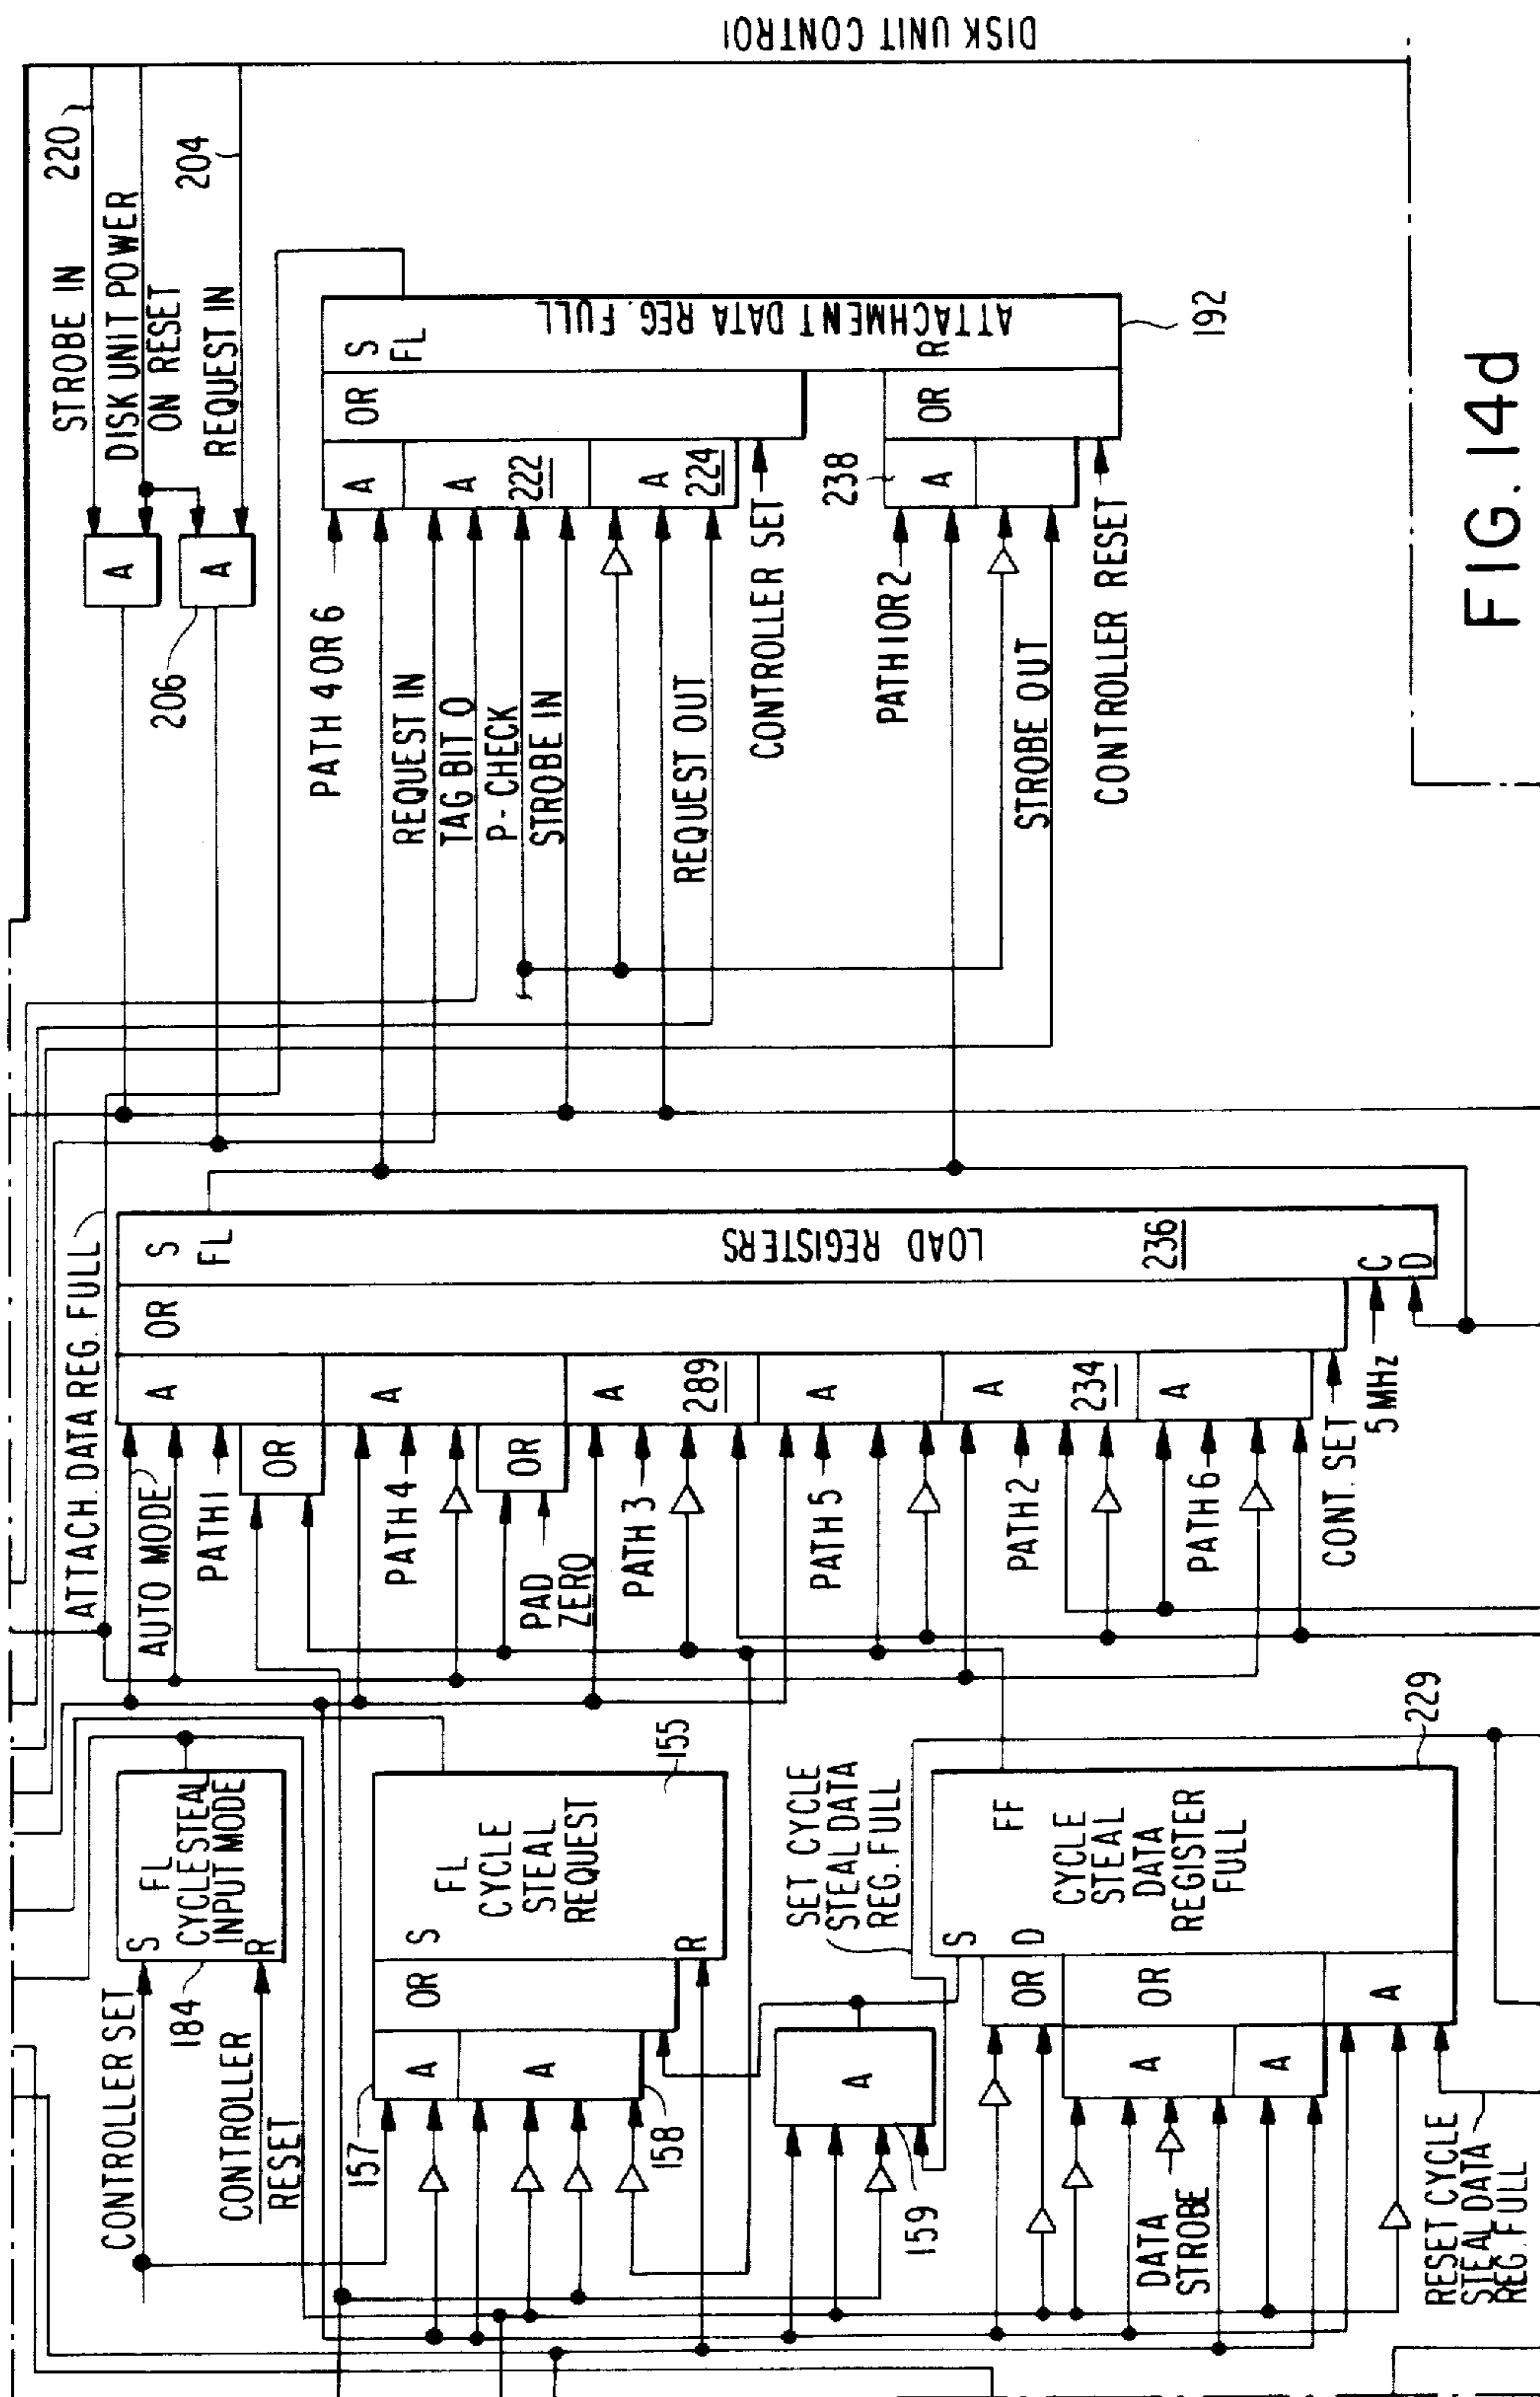 DISK UNIT CONTROl
STROBE IN
220
DISK UNIT POWER
ON RESET
204
REQUEST IN
A
A
206
PATH 4 OR 6
REQUEST IN
TAG BIT 0
P-CHECK
STROBE IN
REQUEST OUT
CONTROLLER SET
A
A
222
A
224
OR
S
FL
ATTACHMENT DATA REG. FULL
R
238
A
OR
192
PATH 1 OR 2
STROBE OUT
CONTROLLER RESET
ATTACH. DATA REG. FULL
AUTO MODE
PATH 1
OR
PATH 4
OR
PAD
ZERO
PATH 3
PATH 5
PATH 2
PATH 6
CONT. SET
5 MHz
A
A
A
289
A
A
234
A
OR
S
FL
LOAD REGISTERS
236
C
D
CONTROLLER SET
184
CONTROLLER
RESET
S
FL
CYCLE STEAL
INPUT MODE
R
157
A
A
158
OR
S
FL
CYCLE
STEAL
REQUEST
R
155
159
A
SET CYCLE
STEAL DATA
REG. FULL
DATA
STROBE
RESET CYCLE
STEAL DATA
REG. FULL
A
A
OR
OR
A
S
D
FF
CYCLE
STEAL
DATA
REGISTER
FULL
229
FIG. 14d